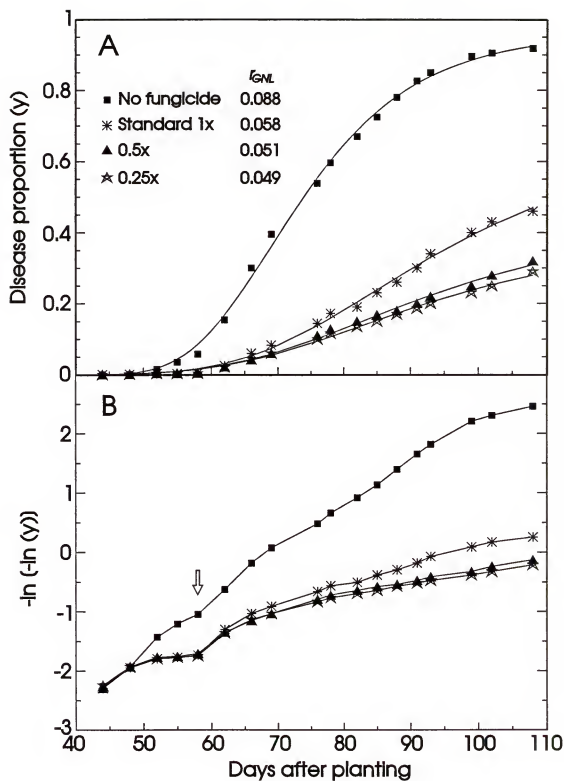 1
A
r_GNL
No fungicide 0.088
0.8
Standard 1x 0.058
0.5x 0.051
0.6
0.25x 0.049
Disease proportion (y)
0.4
0.2
0
B
2
1
-ln [-ln (y)]
0
-1
-2
-3
40 50 60 70 80 90 100 110
Days after planting